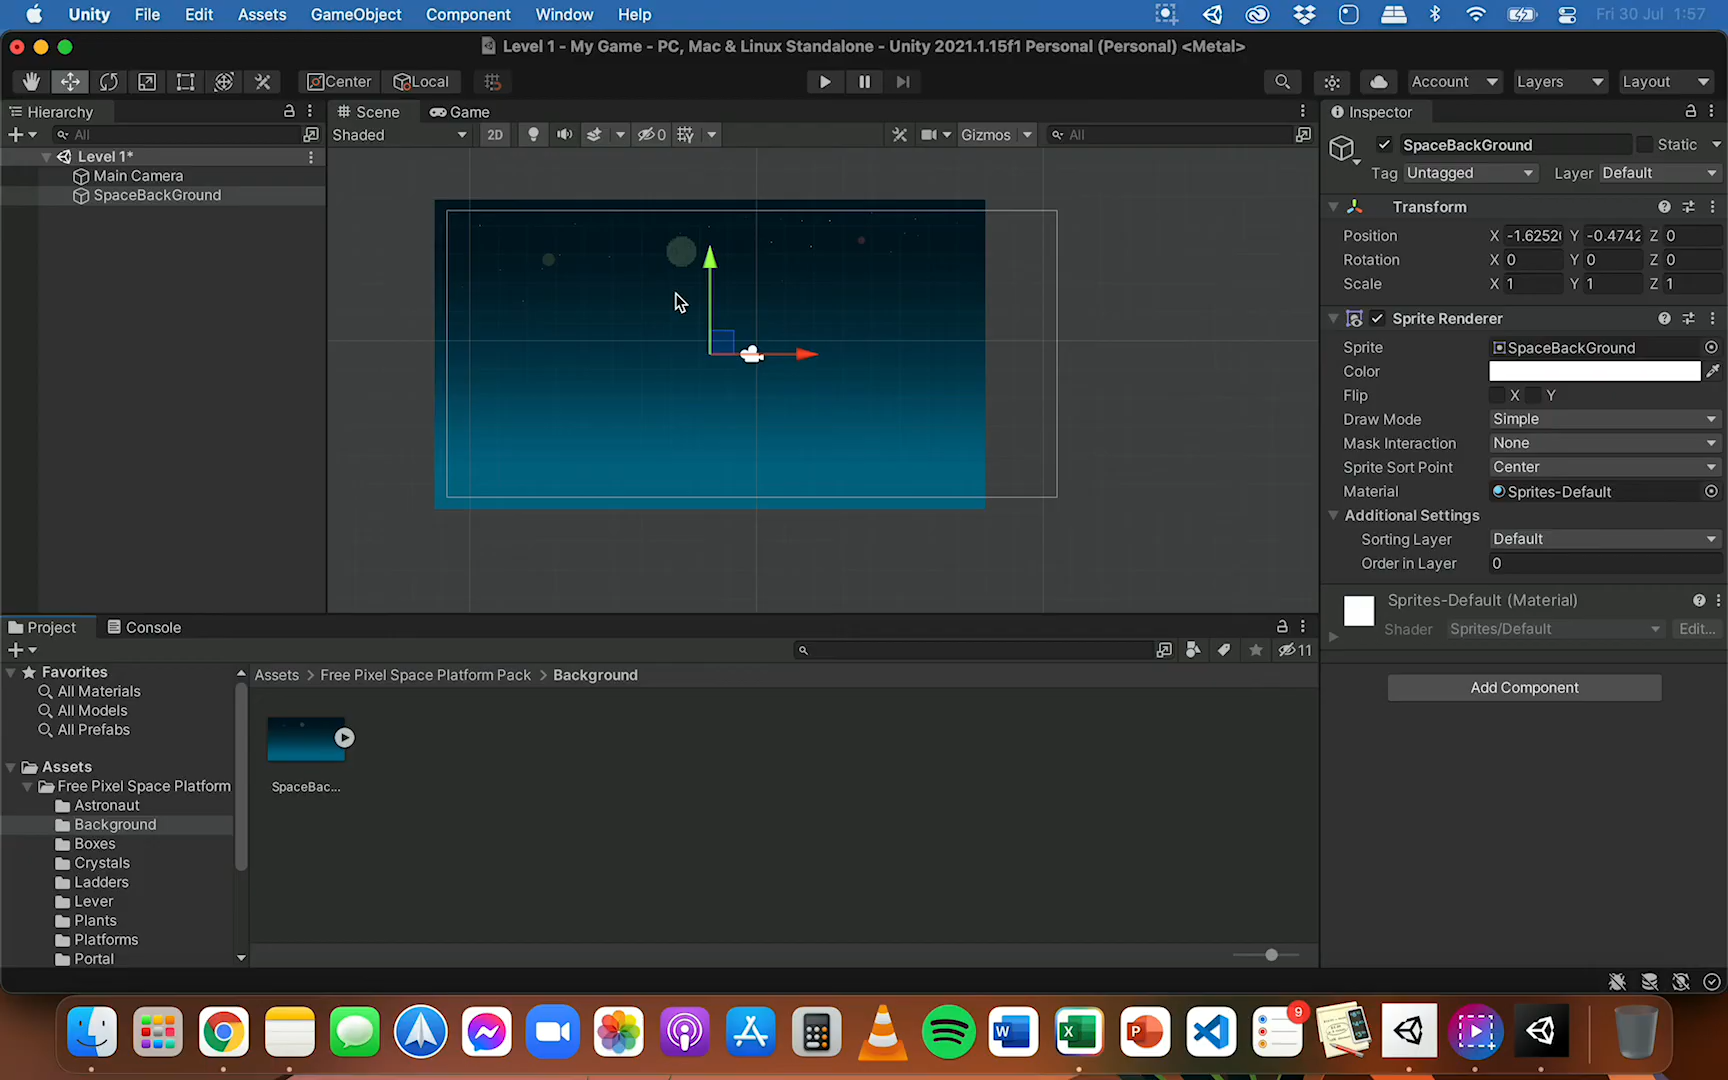 Unity File Edit Assets GameObject Component Window Help Fri 30 Jul 1:57
Level 1 - My Game - PC, Mac & Linux Standalone - Unity 2021.1.15f1 Personal (Personal) <Metal>
Center Local Account Layers Layout
Hierarchy Scene Game Inspector
All Shaded 2D 0 Gizmos All
SpaceBackGround Static
Level 1*
Main Camera
SpaceBackGround
Tag Untagged Layer Default
Transform
Position X -1.6252 Y -0.4742 Z 0
Rotation X 0 Y 0 Z 0
Scale X 1 Y 1 Z 1
Sprite Renderer
Sprite SpaceBackGround
Color
Flip X Y
Draw Mode Simple
Mask Interaction None
Sprite Sort Point Center
Material Sprites-Default
Additional Settings
Sorting Layer Default
Order in Layer 0
Sprites-Default (Material)
Shader Sprites/Default Edit...
Add Component
Project Console
11
Favorites
All Materials
All Models
All Prefabs
Assets
Free Pixel Space Platform
Astronaut
Background
Boxes
Crystals
Ladders
Lever
Plants
Platforms
Portal
Assets > Free Pixel Space Platform Pack > Background
SpaceBac...
W X P 9